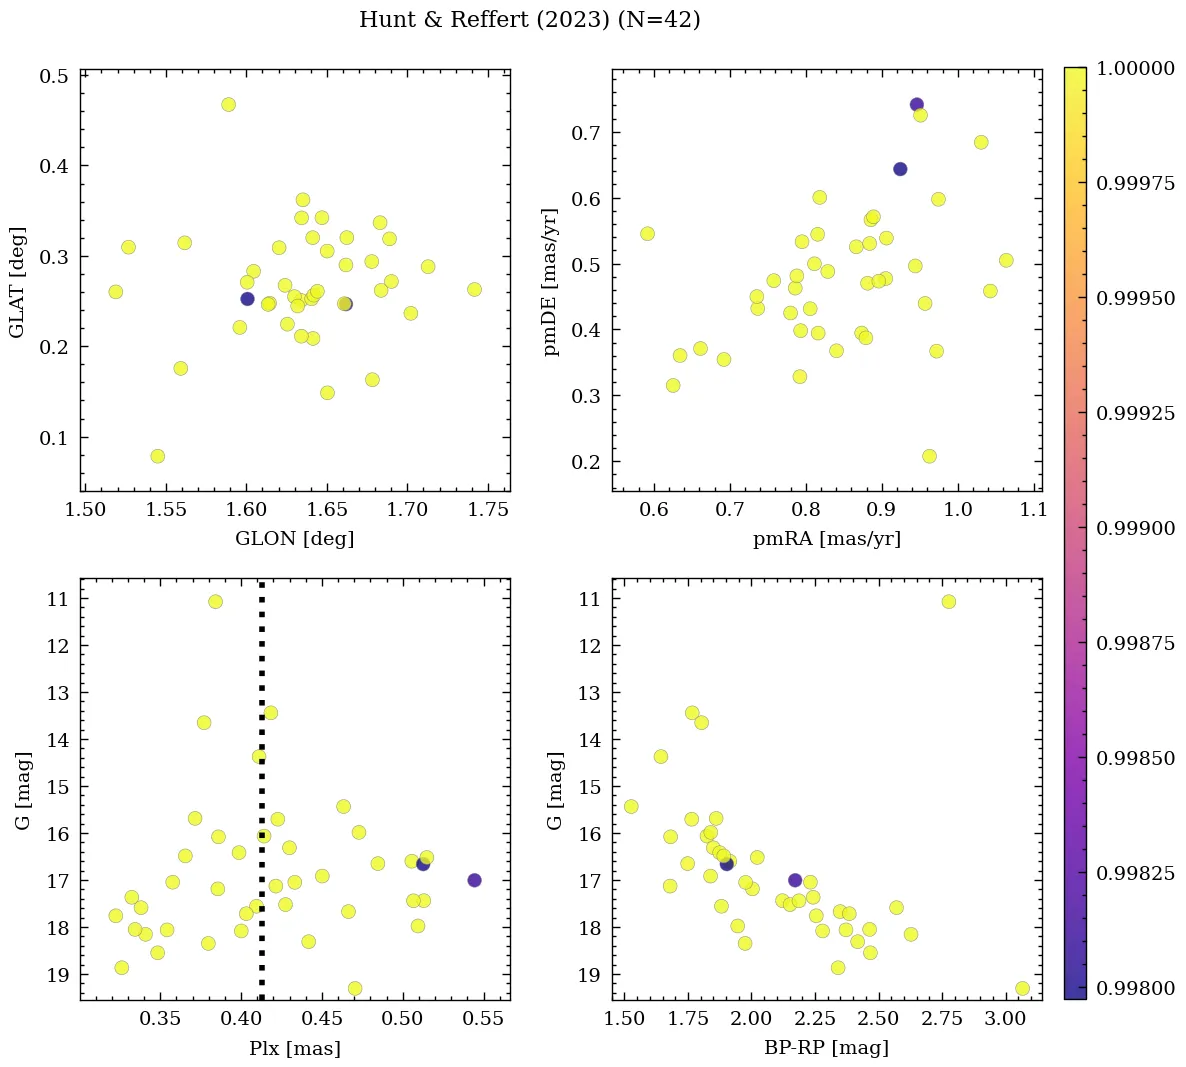 Hunt & Reffert (2023) (N=42)
0.5
0.4
0.3
0.2
0.1
GLAT [deg]
1.50 1.55 1.60 1.65 1.70 1.75
GLON [deg]
0.7
0.6
0.5
0.4
0.3
0.2
pmDE [mas/yr]
0.6 0.7 0.8 0.9 1.0 1.1
pmRA [mas/yr]
1.00000
0.99975
0.99950
0.99925
0.99900
0.99875
0.99850
0.99825
0.99800
11
12
13
14
15
16
17
18
19
G [mag]
0.35 0.40 0.45 0.50 0.55
Plx [mas]
11
12
13
14
15
16
17
18
19
G [mag]
1.50 1.75 2.00 2.25 2.50 2.75 3.00
BP-RP [mag]